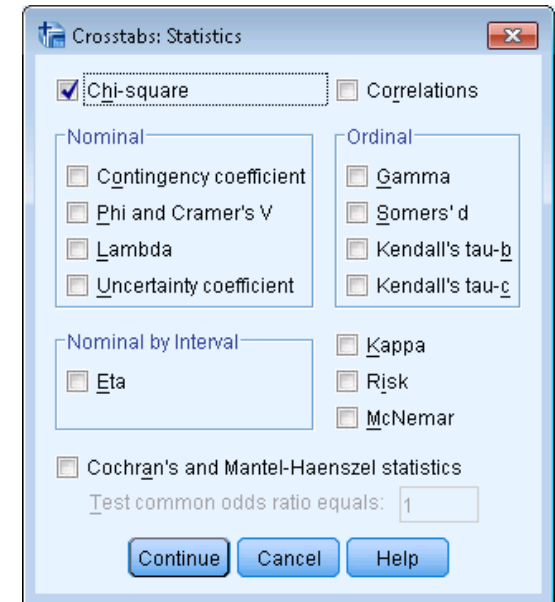 Crosstabs: Statistics
Chi-square
Correlations
Nominal
Contingency coefficient
Phi and Cramer's V
Lambda
Uncertainty coefficient
Ordinal
Gamma
Somers' d
Kendall's tau-b
Kendall's tau-c
Nominal by Interval
Eta
Kappa
Risk
McNemar
Cochran's and Mantel-Haenszel statistics
Test common odds ratio equals: 1
Continue
Cancel
Help